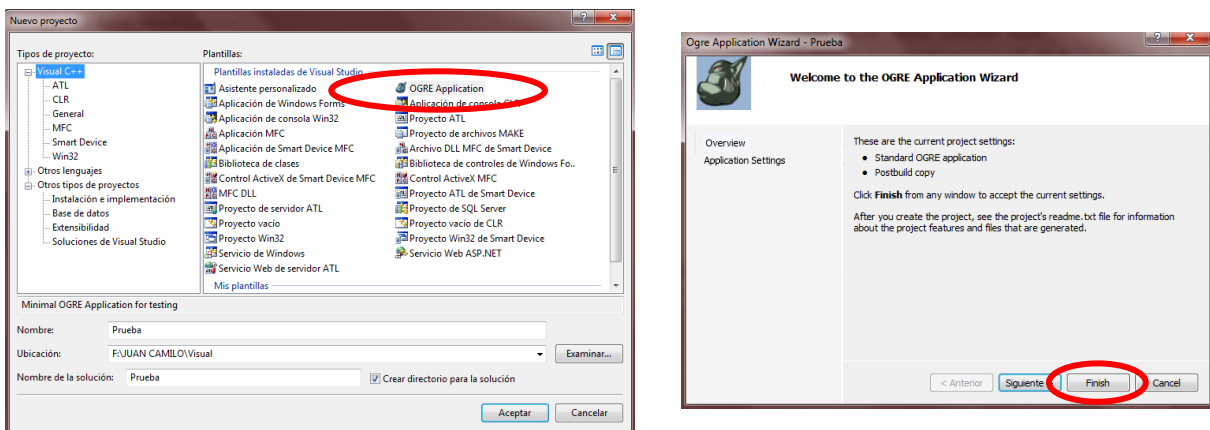 Nuevo proyecto
Tipos de proyecto:
Visual C++
ATL
CLR
General
MFC
Smart Device
Win32
Otros lenguajes
Otros tipos de proyectos
Instalación e implementación
Base de datos
Extensibilidad
Soluciones de Visual Studio
Plantillas:
Plantillas instaladas de Visual Studio
Asistente personalizado
Aplicación de Windows Forms
Aplicación de consola Win32
Aplicación MFC
Aplicación de Smart Device MFC
Biblioteca de clases
Control ActiveX de Smart Device MFC
MFC DLL
Proyecto de servidor ATL
Proyecto vacío
Proyecto Win32
Servicio de Windows
Servicio Web de servidor ATL
OGRE Application
Aplicación de consola CLR
Proyecto ATL
Proyecto de archivos MAKE
Archivo DLL MFC de Smart Device
Biblioteca de controles de Windows Fo..
Control ActiveX MFC
Proyecto ATL de Smart Device
Proyecto de SQL Server
Proyecto vacío de CLR
Proyecto Win32 de Smart Device
Servicio Web ASP.NET
Mis plantillas
Minimal OGRE Application for testing
Nombre: Prueba
Ubicación: F:\JUAN CAMILO\Visual Examinar...
Nombre de la solución: Prueba Crear directorio para la solución
Aceptar Cancelar
Ogre Application Wizard - Prueba
Welcome to the OGRE Application Wizard
Overview
Application Settings
These are the current project settings:
• Standard OGRE application
• Postbuild copy
Click Finish from any window to accept the current settings.
After you create the project, see the project's readme.txt file for information
about the project features and files that are generated.
< Anterior Siguiente Finish Cancel